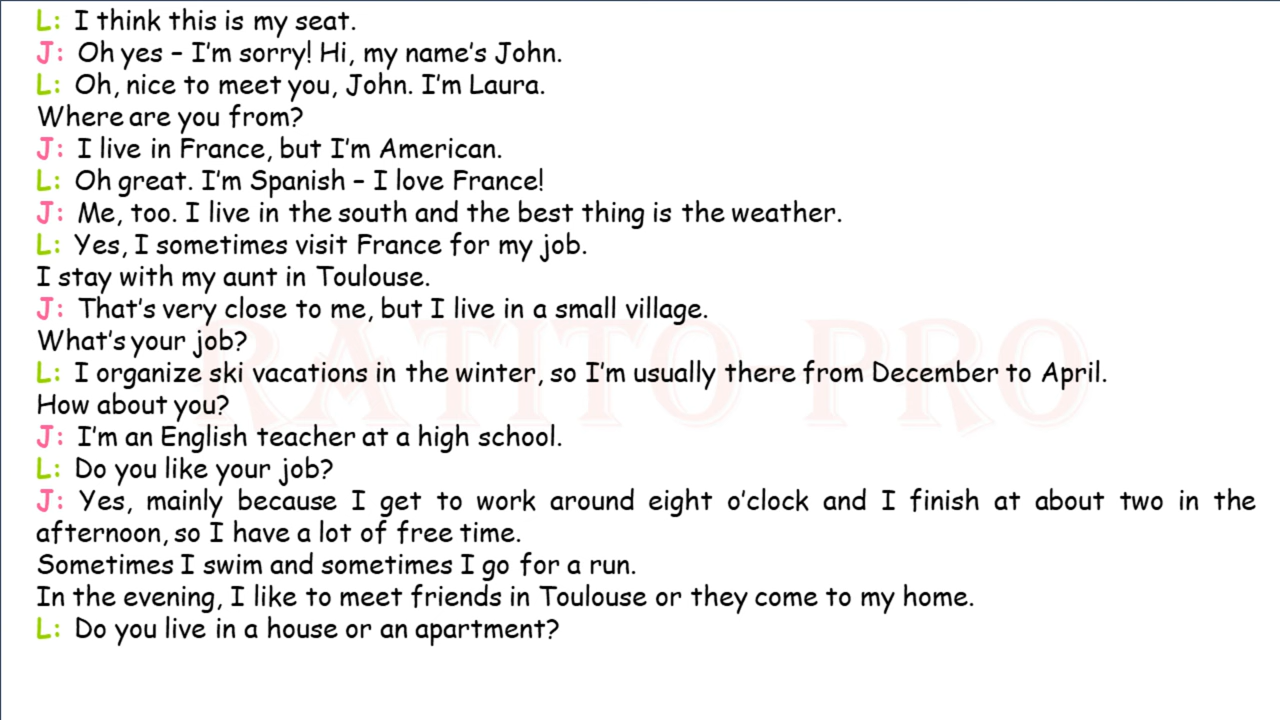 L: I think this is my seat.
J: Oh yes – I'm sorry! Hi, my name's John.
L: Oh, nice to meet you, John. I'm Laura.
Where are you from?
J: I live in France, but I'm American.
L: Oh great. I'm Spanish – I love France!
J: Me, too. I live in the south and the best thing is the weather.
L: Yes, I sometimes visit France for my job.
I stay with my aunt in Toulouse.
J: That's very close to me, but I live in a small village.
What's your job?
L: I organize ski vacations in the winter, so I'm usually there from December to April.
How about you?
J: I'm an English teacher at a high school.
L: Do you like your job?
J: Yes, mainly because I get to work around eight o'clock and I finish at about two in the
afternoon, so I have a lot of free time.
Sometimes I swim and sometimes I go for a run.
In the evening, I like to meet friends in Toulouse or they come to my home.
L: Do you live in a house or an apartment?
RATITO PRO